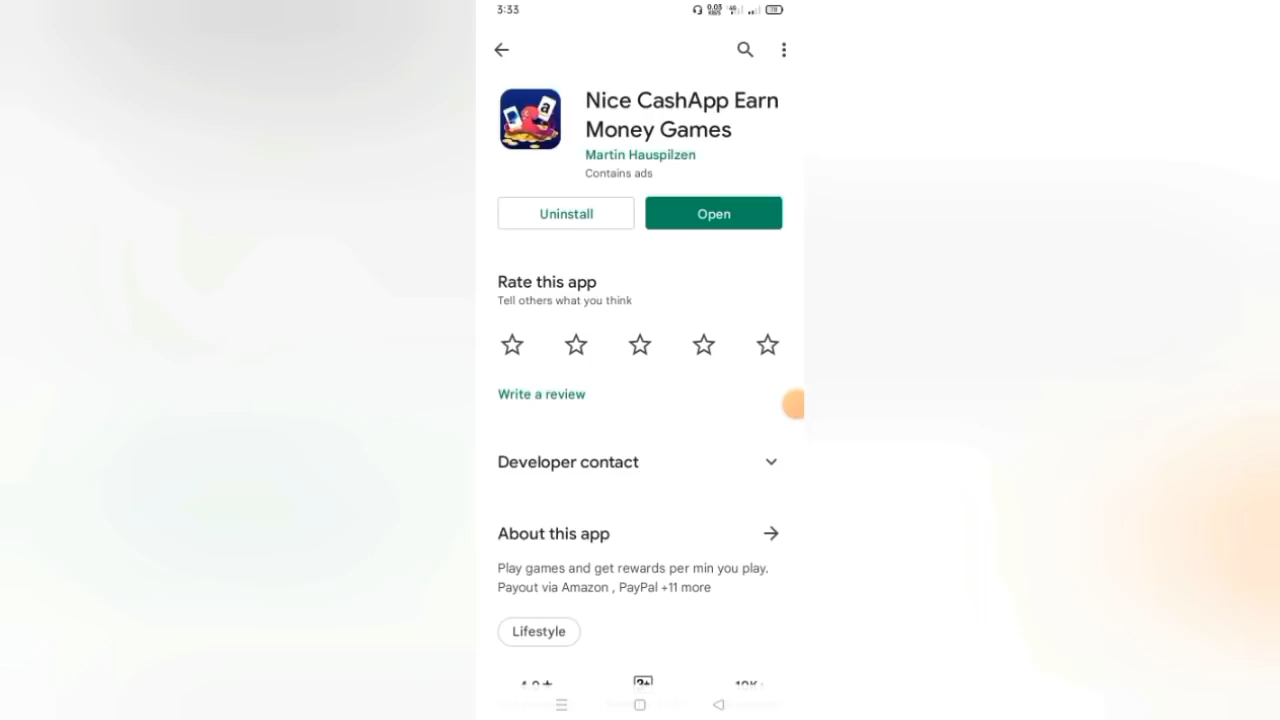 3:33
Nice CashApp Earn
Money Games
Martin Hauspilzen
Contains ads
Uninstall
Open
Rate this app
Tell others what you think
Write a review
Developer contact
About this app
Play games and get rewards per min you play.
Payout via Amazon , PayPal +11 more
Lifestyle